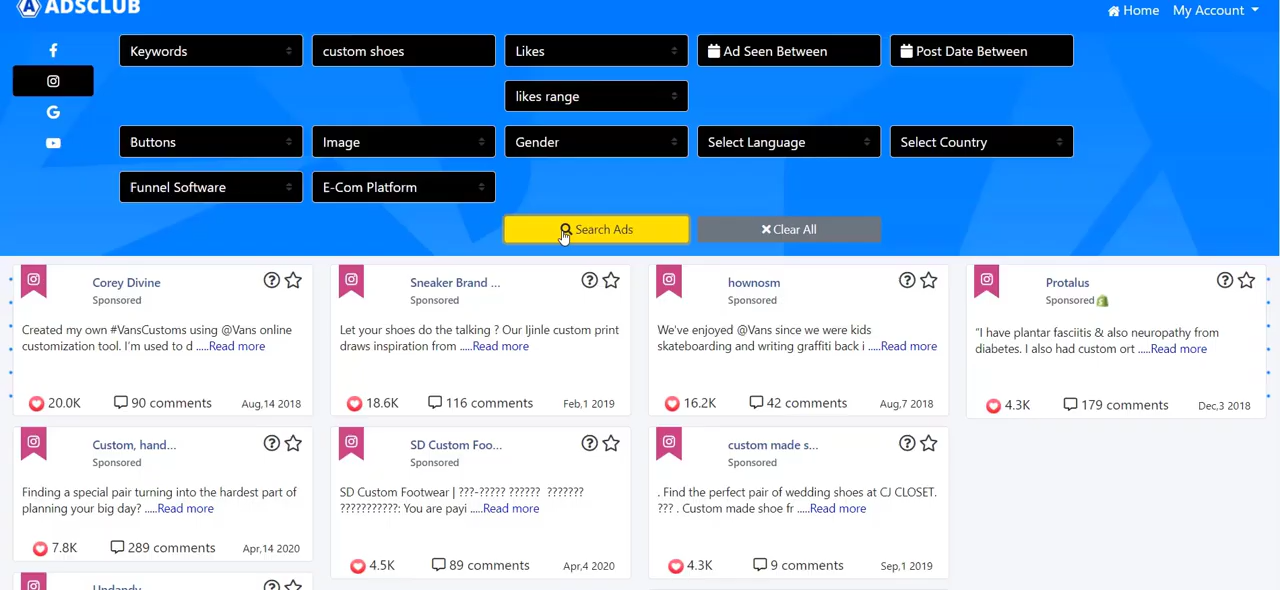 ADSCLUB
Home My Account
Keywords custom shoes Likes Ad Seen Between Post Date Between
likes range
Buttons Image Gender Select Language Select Country
Funnel Software E-Com Platform
Search Ads Clear All
Corey Divine
Sponsored
Created my own #VansCustoms using @Vans online
customization tool. I'm used to d .....Read more
20.0K 90 comments Aug,14 2018
Sneaker Brand ...
Sponsored
Let your shoes do the talking ? Our Ijinle custom print
draws inspiration from .....Read more
18.6K 116 comments Feb,1 2019
hownosm
Sponsored
We've enjoyed @Vans since we were kids
skateboarding and writing graffiti back i .....Read more
16.2K 42 comments Aug,7 2018
Protalus
Sponsored
"I have plantar fasciitis & also neuropathy from
diabetes. I also had custom ort .....Read more
4.3K 179 comments Dec,3 2018
Custom, hand...
Sponsored
Finding a special pair turning into the hardest part of
planning your big day? .....Read more
7.8K 289 comments Apr,14 2020
SD Custom Foo...
Sponsored
SD Custom Footwear | ???-????? ?????? ???????
???????????: You are payi .....Read more
4.5K 89 comments Apr,4 2020
custom made s...
Sponsored
. Find the perfect pair of wedding shoes at CJ CLOSET.
??? . Custom made shoe fr .....Read more
4.3K 9 comments Sep,1 2019
Undandy